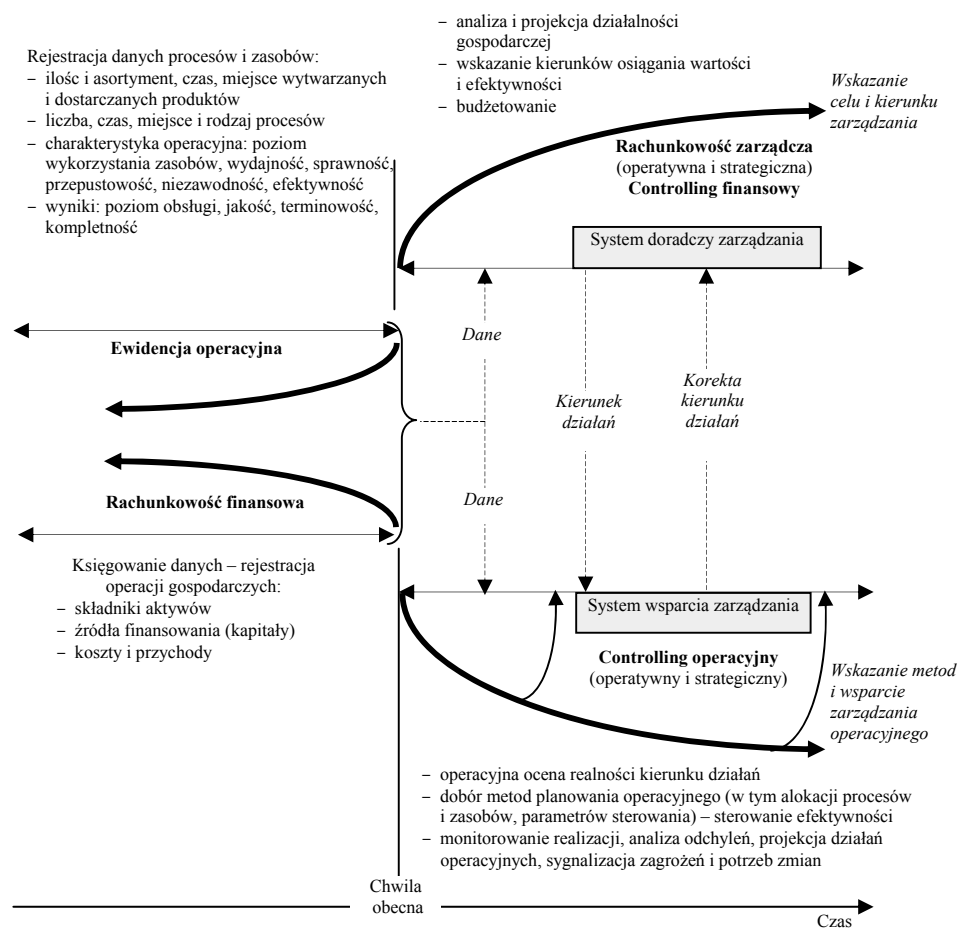 Rejestracja danych procesów i zasobów:
– ilośc i asortyment, czas, miejsce wytwarzanych
i dostarczanych produktów
– liczba, czas, miejsce i rodzaj procesów
– charakterystyka operacyjna: poziom
wykorzystania zasobów, wydajność, sprawność,
przepustowość, niezawodność, efektywność
– wyniki: poziom obsługi, jakość, terminowość,
kompletność
– analiza i projekcja działalności
gospodarczej
– wskazanie kierunków osiągania wartości
i efektywności
– budżetowanie
Wskazanie
celu i kierunku
zarządzania
Rachunkowość zarządcza
(operatywna i strategiczna)
Controlling finansowy
System doradczy zarządzania
Ewidencja operacyjna
Dane
Kierunek
działań
Korekta
kierunku
działań
Rachunkowość finansowa
Dane
Księgowanie danych – rejestracja
operacji gospodarczych:
– składniki aktywów
– źródła finansowania (kapitały)
– koszty i przychody
System wsparcia zarządzania
Controlling operacyjny
(operatywny i strategiczny)
Wskazanie metod
i wsparcie
zarządzania
operacyjnego
– operacyjna ocena realności kierunku działań
– dobór metod planowania operacyjnego (w tym alokacji procesów
i zasobów, parametrów sterowania) – sterowanie efektywności
– monitorowanie realizacji, analiza odchyleń, projekcja działań
operacyjnych, sygnalizacja zagrożeń i potrzeb zmian
Chwila
obecna
Czas